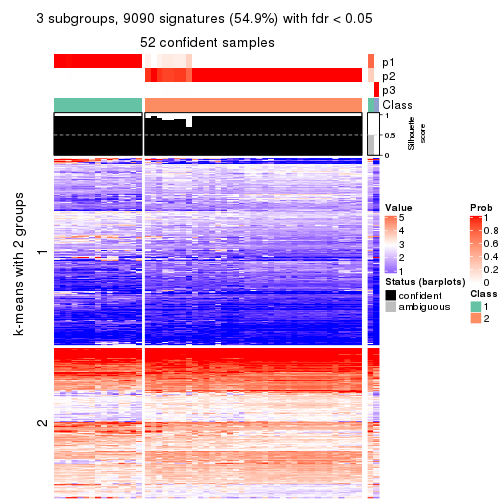 3 subgroups, 9090 signatures (54.9%) with fdr < 0.05
52 confident samples
p1
p2
p3
Class
1
0.5
0
Silhouette
score
k-means with 2 groups
1
2
Value
5
4
3
2
1
Status (barplots)
confident
ambiguous
Prob
1
0.8
0.6
0.4
0.2
0
Class
1
2